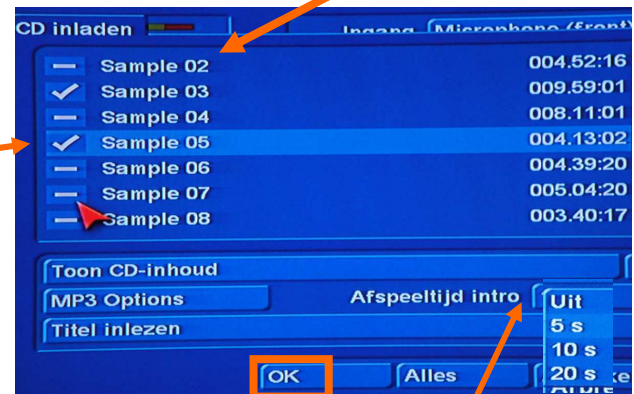 CD inladen Ingang Microphone (front)
Sample 02 004.52:16
Sample 03 009.59:01
Sample 04 008.11:01
Sample 05 004.13:02
Sample 06 004.39:20
Sample 07 005.04:20
Sample 08 003.40:17
Toon CD-inhoud
MP3 Options Afspeeltijd intro Uit
Titel inlezen 5 s
10 s
OK Alles 20 s